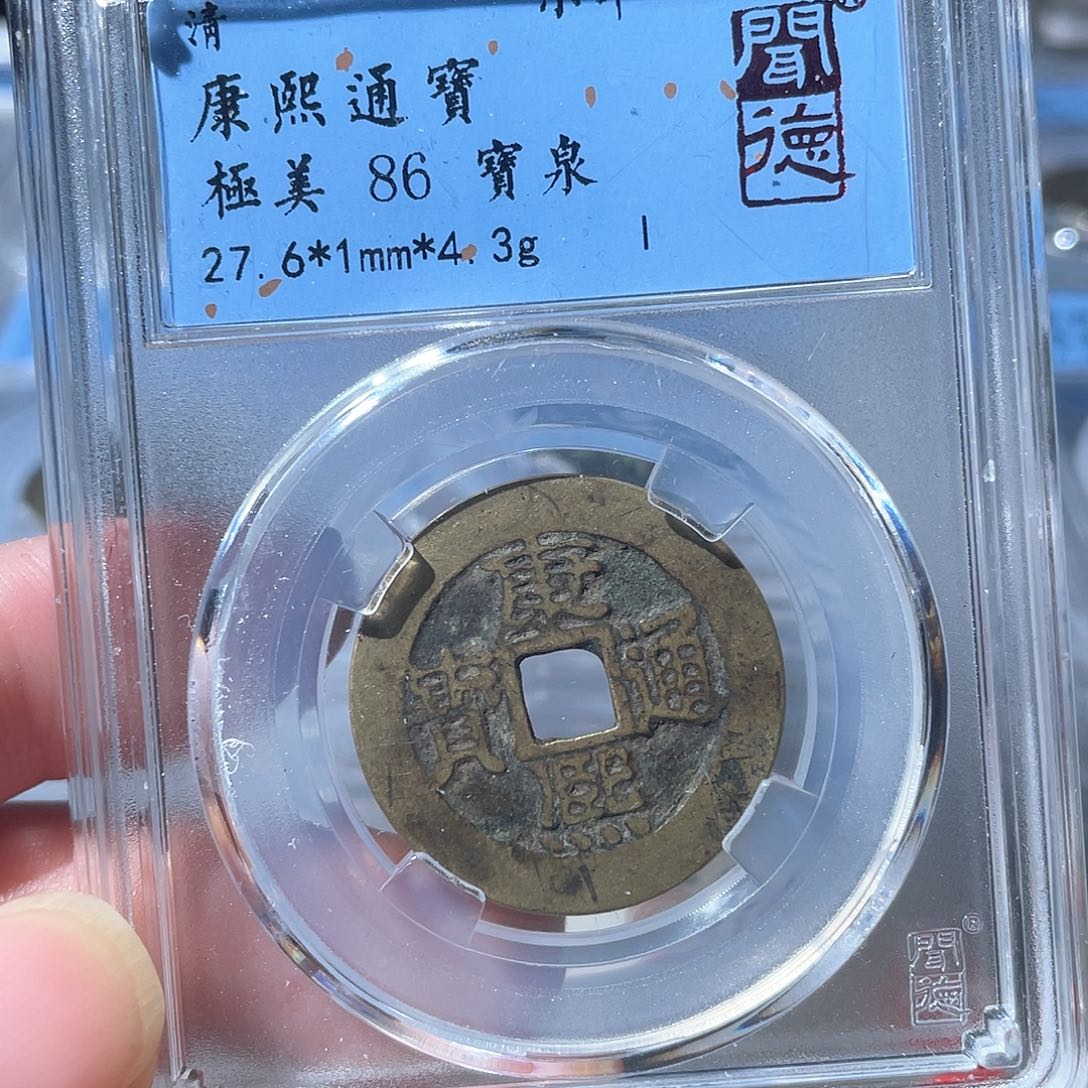 清
康熙通寶
極美 86 寶泉
27.6*1mm*4.3g 1
聞德®
康熙通寶
聞德®